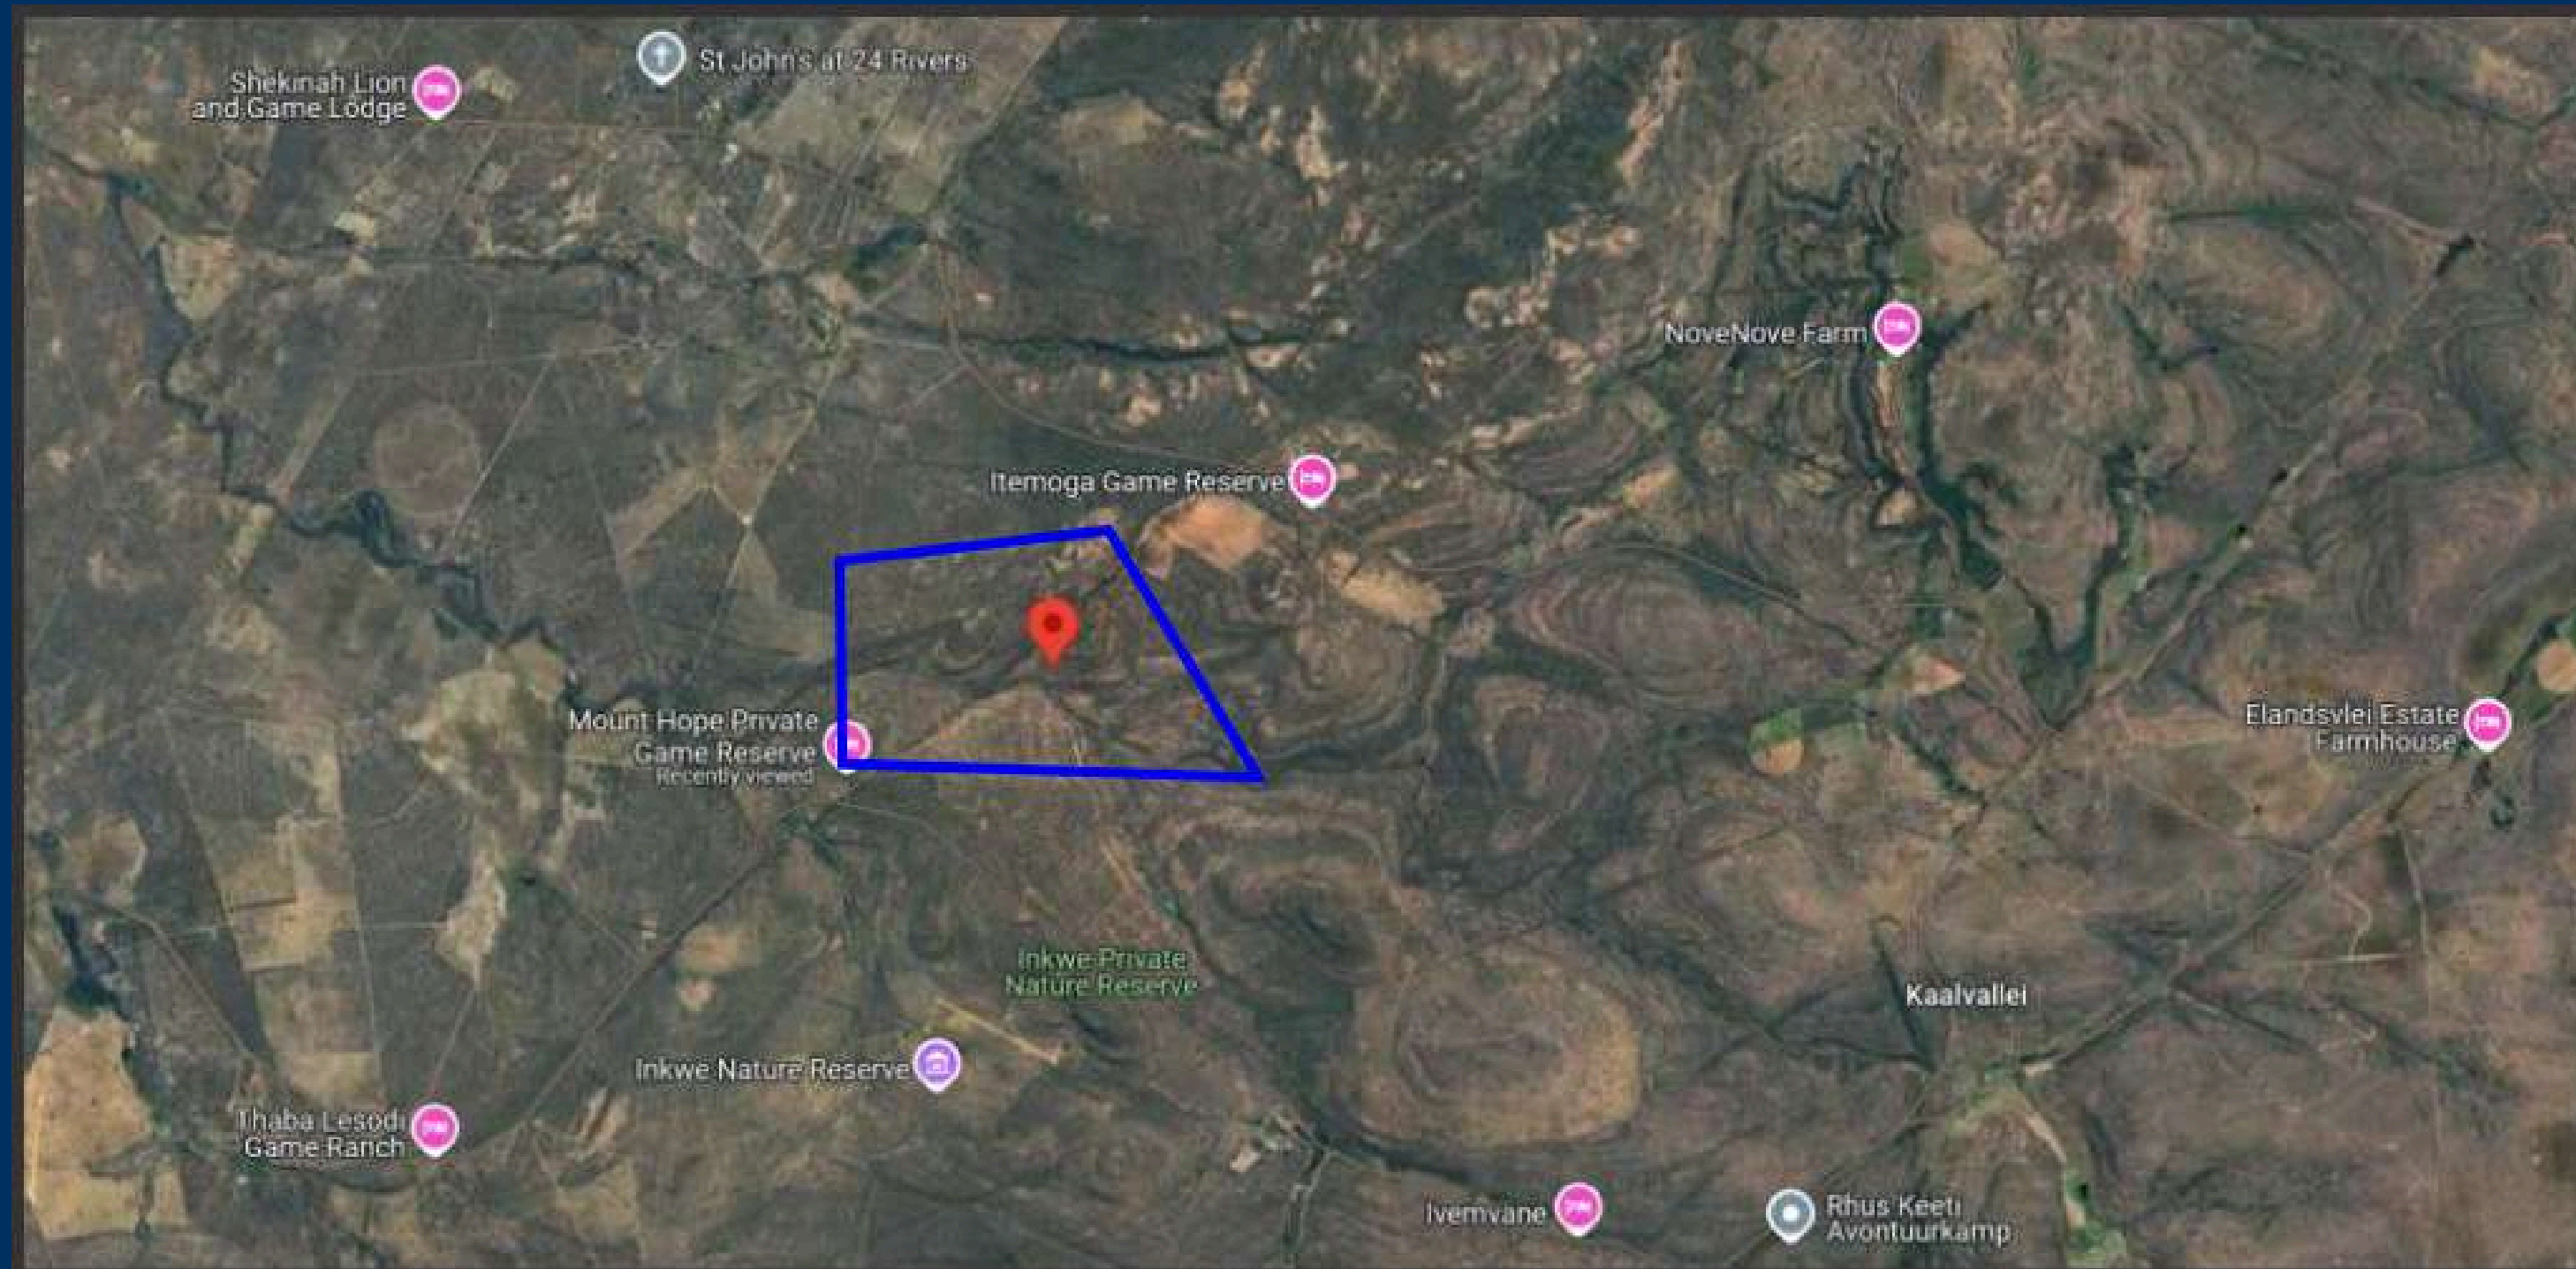 St John's at 24 Rivers
Shekinah Lion
and Game Lodge
NoveNove Farm
Itemoga Game Reserve
Mount Hope Private
Game Reserve
Recently viewed
Elandsvlei Estate
Farmhouse
Inkwe Private
Nature Reserve
Kaalvallei
Inkwe Nature Reserve
Thaba Lesodi
Game Ranch
Ivemvane
Rhus Keeti
Avontuurkamp